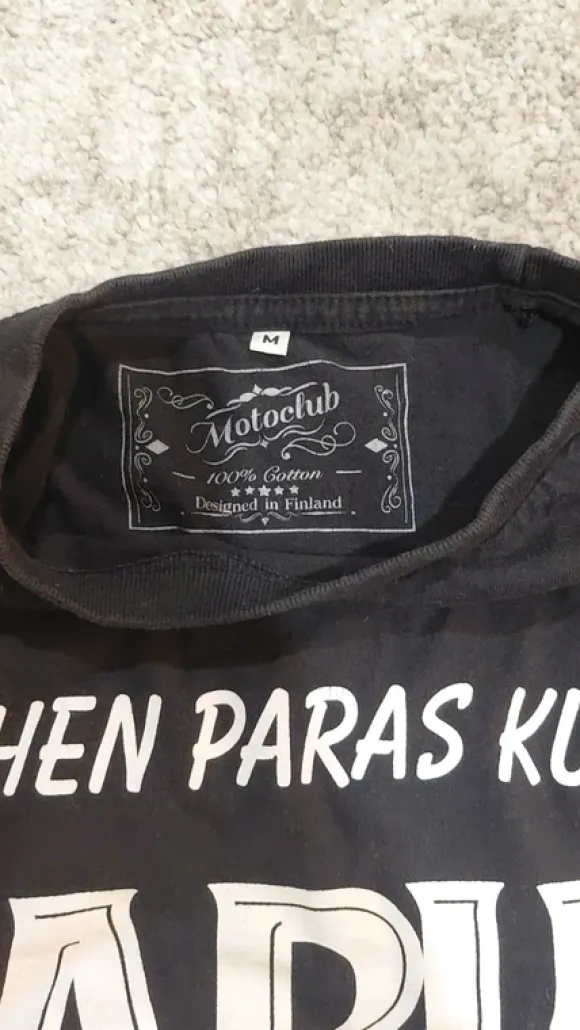 M
Motoclub
100% Cotton
Designed in Finland
HEN PARAS KU